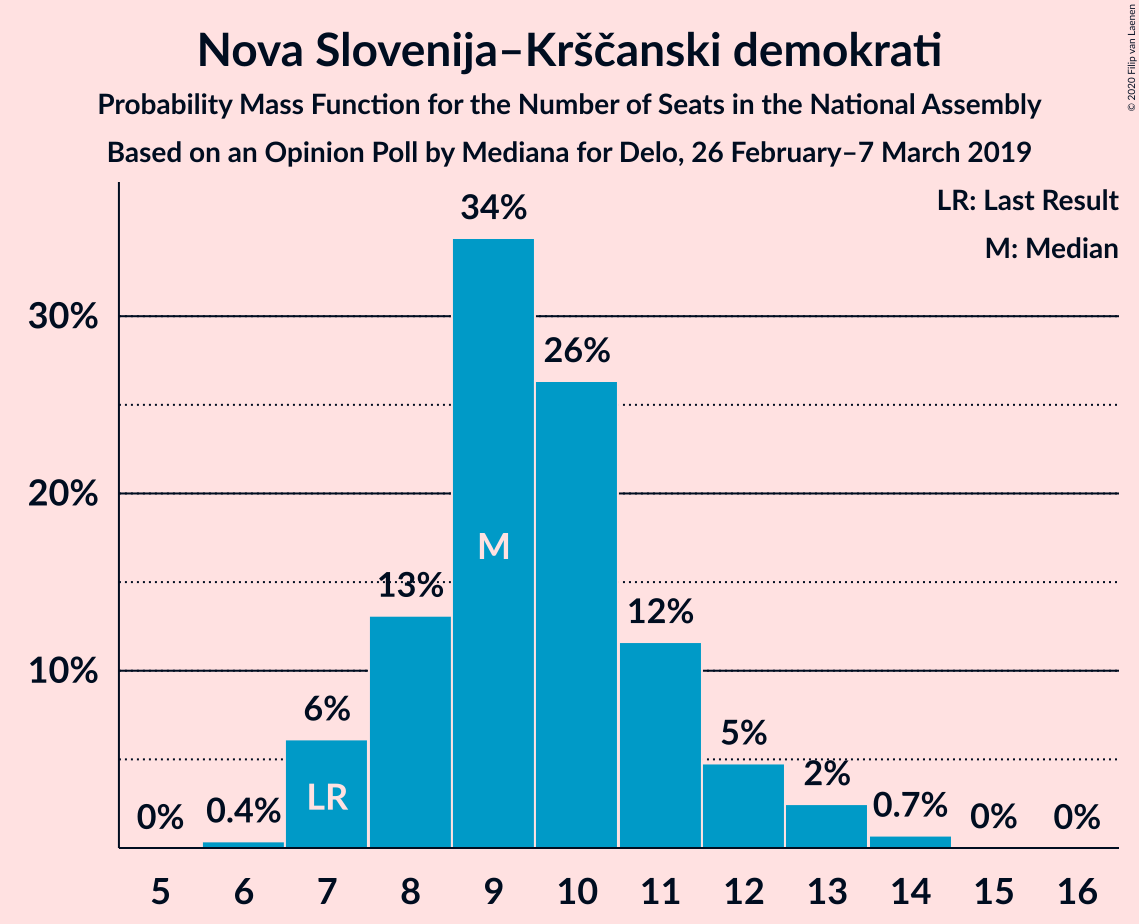 Nova Slovenija–Krščanski demokrati
Probability Mass Function for the Number of Seats in the National Assembly
Based on an Opinion Poll by Mediana for Delo, 26 February–7 March 2019
© 2020 Filip van Laenen
LR: Last Result
M: Median
34%
30%
26%
20%
M
13%
12%
10%
6%
5%
2%
LR
0.7%
0.4%
0%
0%
0%
5 6 7 8 9 10 11 12 13 14 15 16